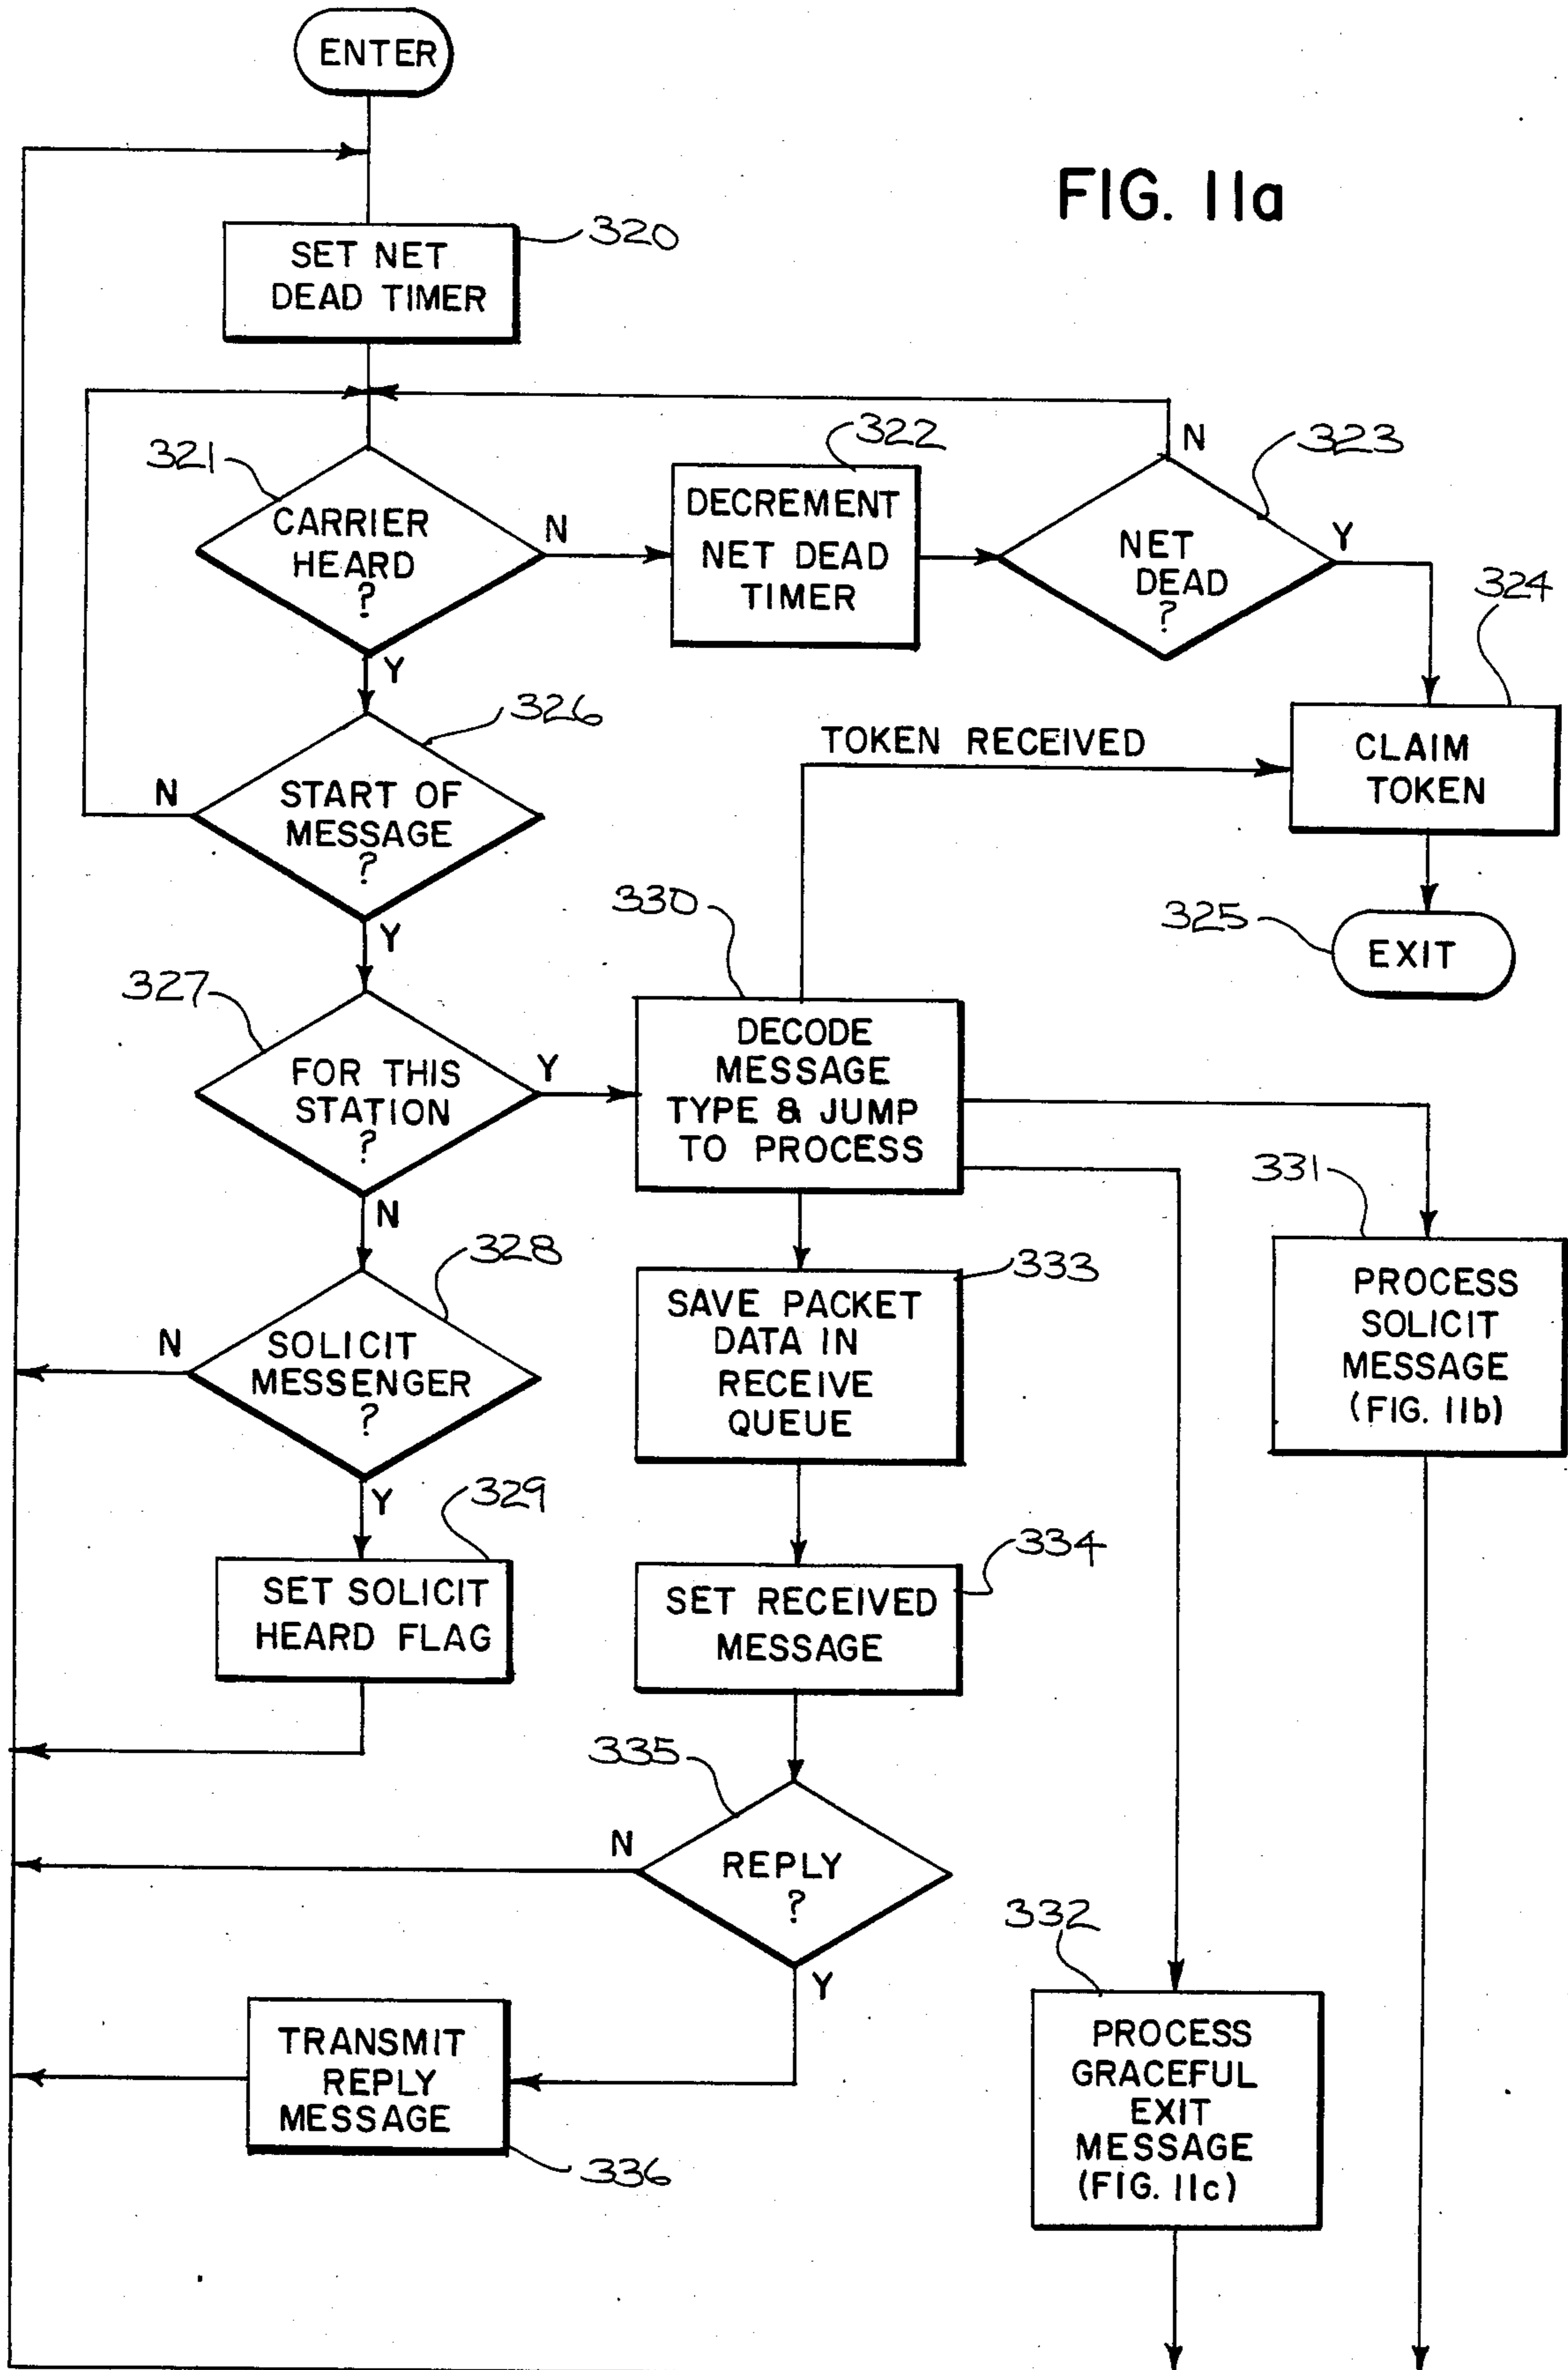 ENTER
FIG. 11a
320
SET NET
DEAD TIMER
321
CARRIER
HEARD
?
N
Y
322
DECREMENT
NET DEAD
TIMER
323
N
NET
DEAD
?
Y
324
CLAIM
TOKEN
TOKEN RECEIVED
325
EXIT
326
START OF
MESSAGE
?
N
Y
327
FOR THIS
STATION
?
Y
N
330
DECODE
MESSAGE
TYPE & JUMP
TO PROCESS
331
PROCESS
SOLICIT
MESSAGE
(FIG. 11b)
328
SOLICIT
MESSENGER
?
N
Y
333
SAVE PACKET
DATA IN
RECEIVE
QUEUE
329
SET SOLICIT
HEARD FLAG
334
SET RECEIVED
MESSAGE
335
REPLY
?
N
Y
332
PROCESS
GRACEFUL
EXIT
MESSAGE
(FIG. 11c)
TRANSMIT
REPLY
MESSAGE
336